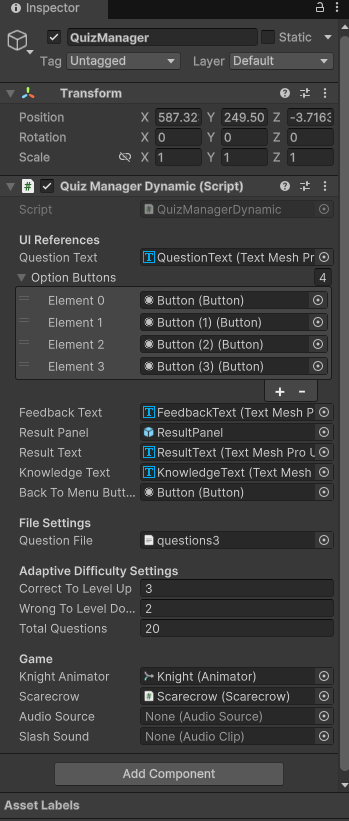 Inspector
QuizManager Static
Tag Untagged Layer Default
Transform
Position X 587.32 Y 249.50 Z -3.7163
Rotation X 0 Y 0 Z 0
Scale X 1 Y 1 Z 1
# Quiz Manager Dynamic (Script)
Script # QuizManagerDynamic
UI References
Question Text T QuestionText (Text Mesh Pr
Option Buttons 4
Element 0 Button (Button)
Element 1 Button (1) (Button)
Element 2 Button (2) (Button)
Element 3 Button (3) (Button)
+ -
Feedback Text T FeedbackText (Text Mesh P
Result Panel ResultPanel
Result Text T ResultText (Text Mesh Pro U
Knowledge Text T KnowledgeText (Text Mesh
Back To Menu Butt... Button (Button)
File Settings
Question File questions3
Adaptive Difficulty Settings
Correct To Level Up 3
Wrong To Level Do... 2
Total Questions 20
Game
Knight Animator Knight (Animator)
Scarecrow # Scarecrow (Scarecrow)
Audio Source None (Audio Source)
Slash Sound None (Audio Clip)
Add Component
Asset Labels